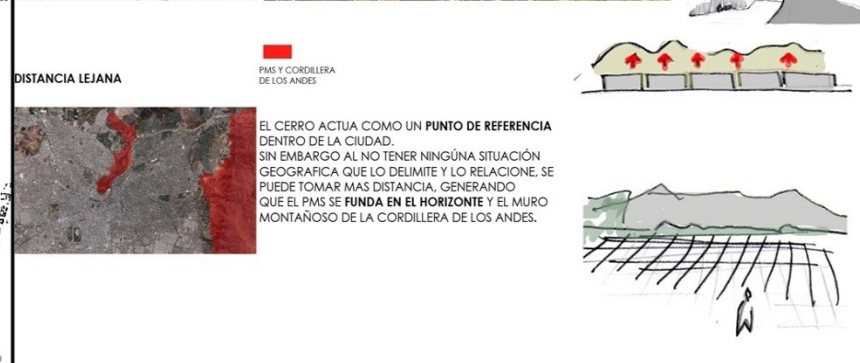 DISTANCIA LEJANA
PMS Y CORDILLERA
DE LOS ANDES
EL CERRO ACTUA COMO UN PUNTO DE REFERENCIA
DENTRO DE LA CIUDAD.
SIN EMBARGO AL NO TENER NINGÚNA SITUACIÓN
GEOGRAFICA QUE LO DELIMITE Y LO RELACIONE, SE
PUEDE TOMAR MAS DISTANCIA, GENERANDO
QUE EL PMS SE FUNDA EN EL HORIZONTE Y EL MURO
MONTAÑOSO DE LA CORDILLERA DE LOS ANDES.